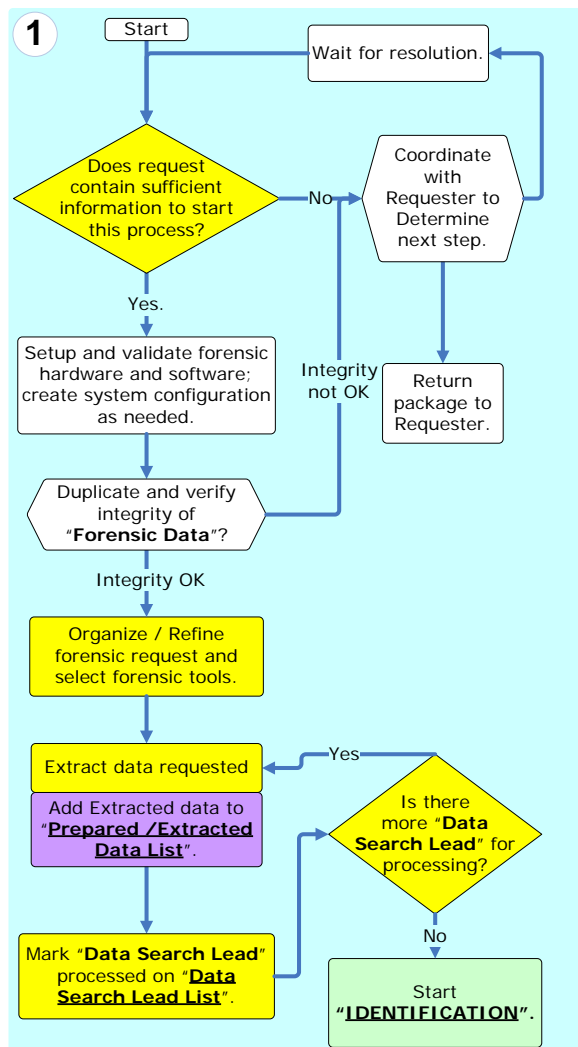 1
Start
Wait for resolution.
Does request
contain sufficient
information to start
this process?
No
Coordinate
with
Requester to
Determine
next step.
Yes.
Setup and validate forensic
hardware and software;
create system configuration
as needed.
Integrity
not OK
Return
package to
Requester.
Duplicate and verify
integrity of
“Forensic Data”?
Integrity OK
Organize / Refine
forensic request and
select forensic tools.
Extract data requested
Yes
Add Extracted data to
“Prepared /Extracted
Data List”.
Is there
more “Data
Search Lead” for
processing?
Mark “Data Search Lead”
processed on “Data
Search Lead List”.
No
Start
“IDENTIFICATION”.